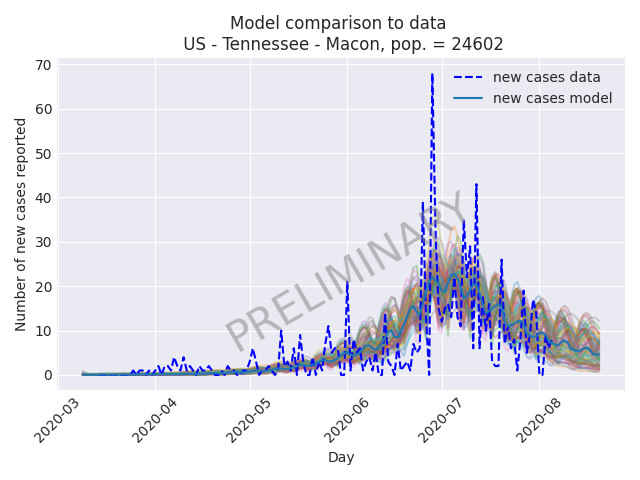 Model comparison to data
US - Tennessee - Macon, pop. = 24602
new cases data
new cases model
PRELIMINARY
Number of new cases reported
70
60
50
40
30
20
10
0
2020-03
2020-04
2020-05
2020-06
2020-07
2020-08
Day